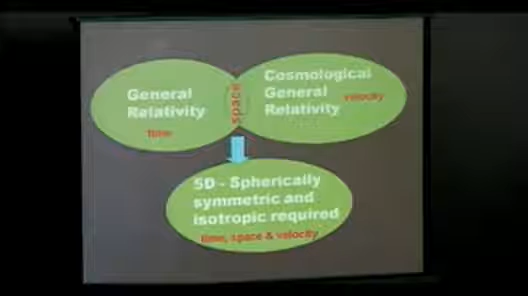 General
Relativity
time
space
Cosmological
General
Relativity
velocity
5D - Spherically
symmetric and
isotropic required
time, space & velocity